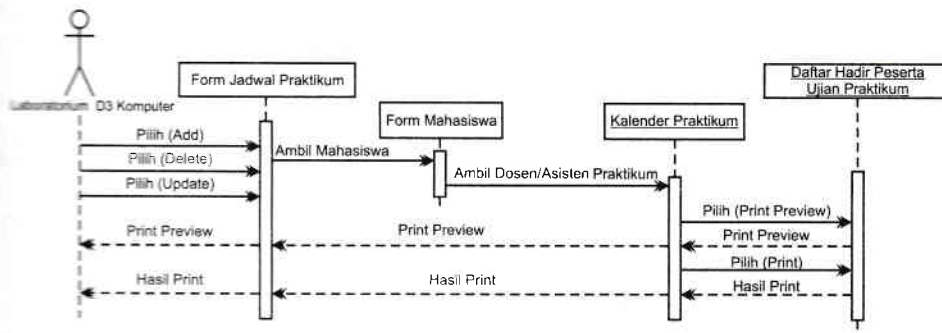 Daftar Hadir Peserta
Ujian Praktikum
Form Jadwal Praktikum
Laboratorium D3 Komputer
Form Mahasiswa
Kalender Praktikum
Pilih (Add)
Ambil Mahasiswa
Pilih (Delete)
Ambil Dosen/Asisten Praktikum
Pilih (Update)
Pilih (Print Preview)
Print Preview
Print Preview
Print Preview
Pilih (Print)
Hasil Print
Hasil Print
Hasil Print